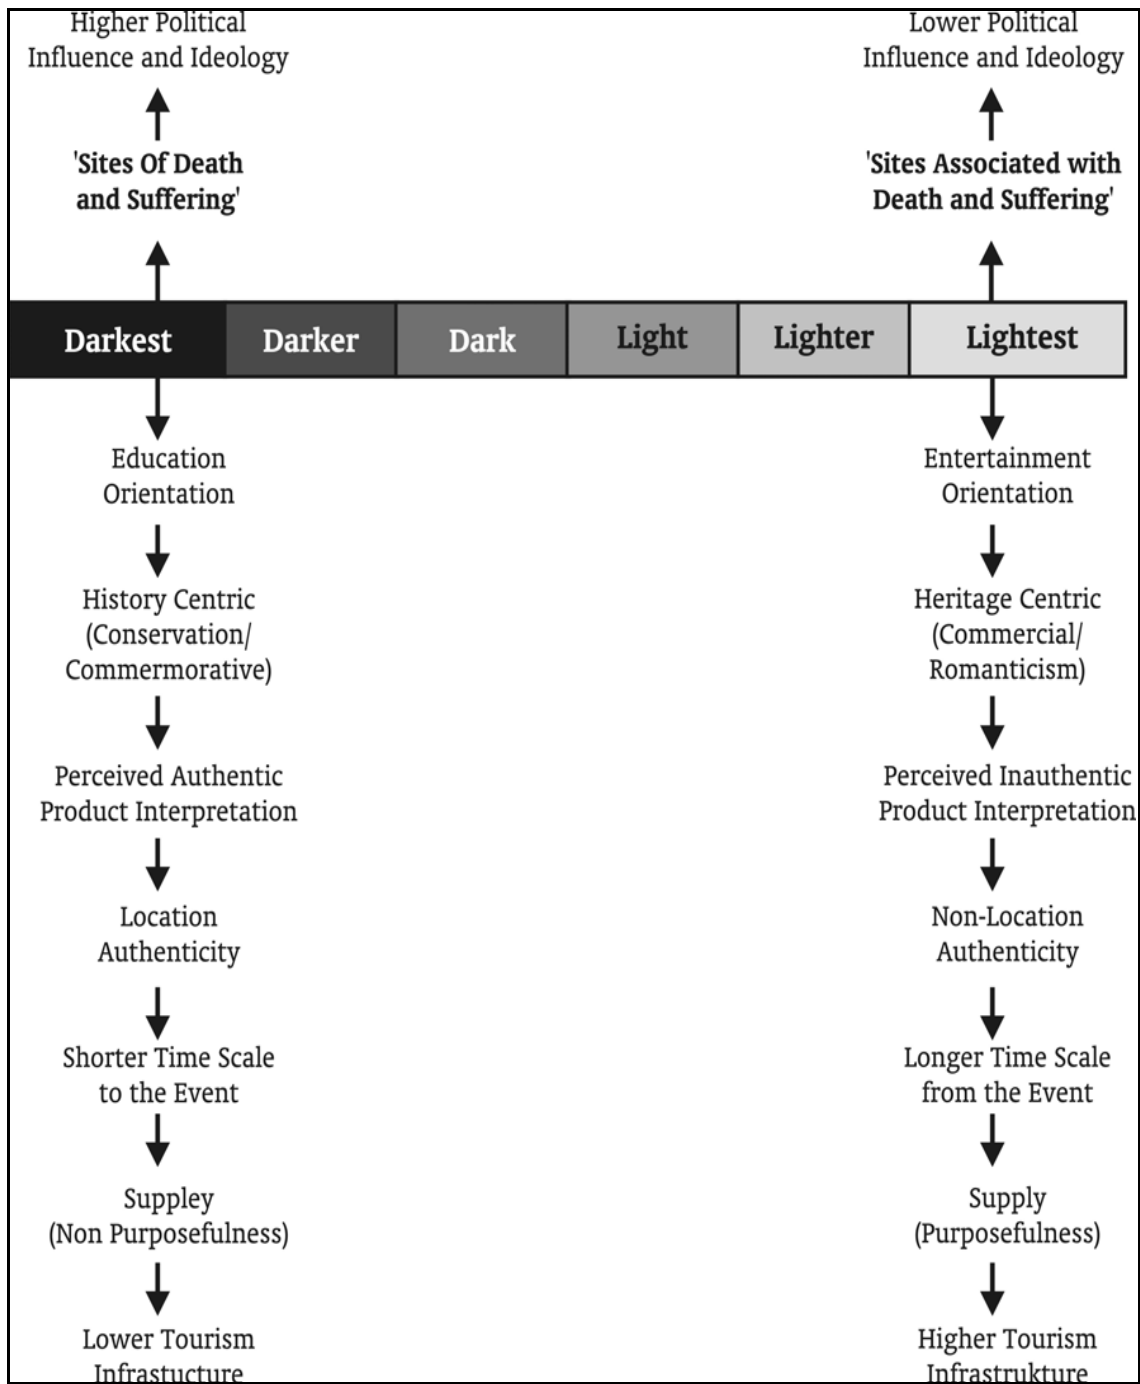 Higher Political
Influence and Ideology
'Sites Of Death
and Suffering'
Lower Political
Influence and Ideology
'Sites Associated with
Death and Suffering'
Darkest
Darker
Dark
Light
Lighter
Lightest
Education
Orientation
History Centric
(Conservation/
Commermorative)
Perceived Authentic
Product Interpretation
Location
Authenticity
Shorter Time Scale
to the Event
Suppley
(Non Purposefulness)
Lower Tourism
Infrastucture
Entertainment
Orientation
Heritage Centric
(Commercial/
Romanticism)
Perceived Inauthentic
Product Interpretation
Non-Location
Authenticity
Longer Time Scale
from the Event
Supply
(Purposefulness)
Higher Tourism
Infrastrukture